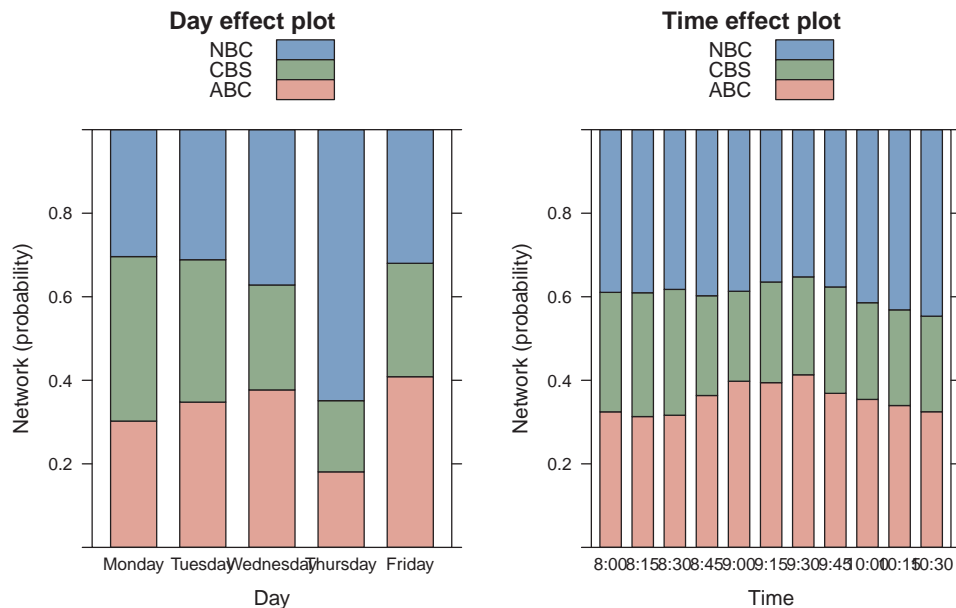 Day effect plot
NBC
CBS
ABC
Network (probability)
0.8
0.6
0.4
0.2
Monday Tuesday Wednesday Thursday Friday
Day
Time effect plot
NBC
CBS
ABC
Network (probability)
0.8
0.6
0.4
0.2
8:00 8:15 8:30 8:45 9:00 9:15 9:30 9:45 10:00 10:15 10:30
Time